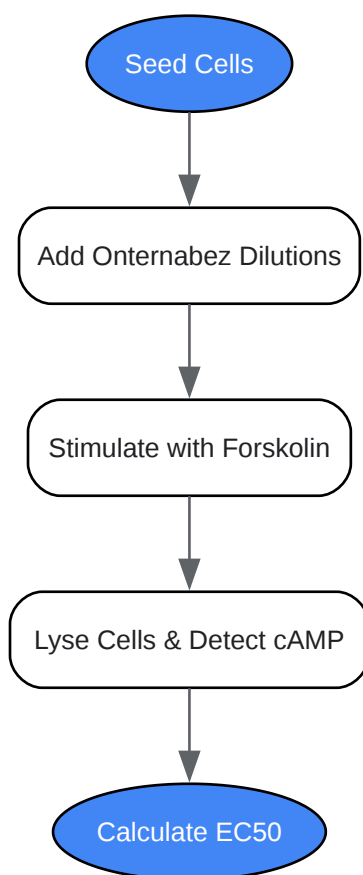 Seed Cells
Add Onternabez Dilutions
Stimulate with Forskolin
Lyse Cells & Detect cAMP
Calculate EC50